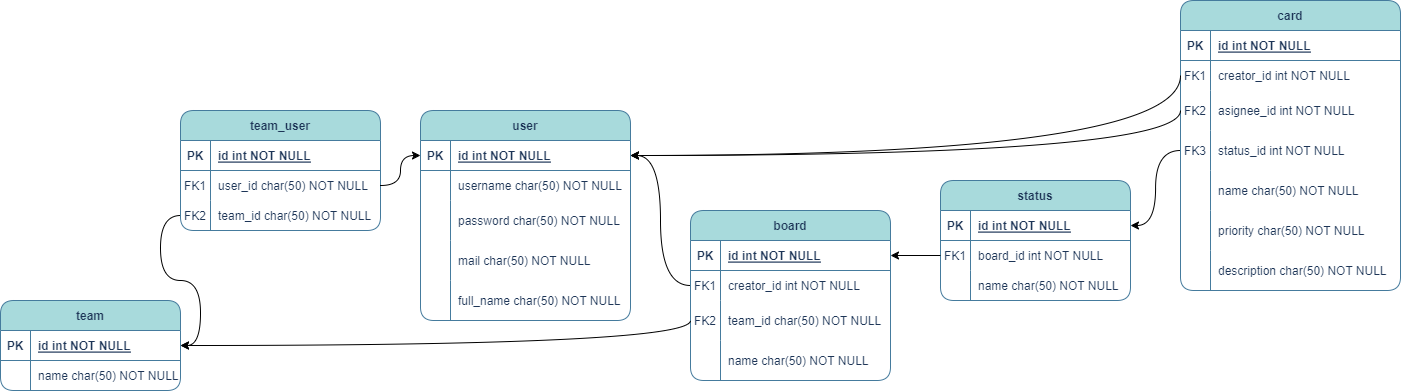 card
PK id int NOT NULL
FK1 creator_id int NOT NULL
FK2 asignee_id int NOT NULL
FK3 status_id int NOT NULL
name char(50) NOT NULL
priority char(50) NOT NULL
description char(50) NOT NULL
team_user
PK id int NOT NULL
FK1 user_id char(50) NOT NULL
FK2 team_id char(50) NOT NULL
user
PK id int NOT NULL
username char(50) NOT NULL
password char(50) NOT NULL
mail char(50) NOT NULL
full_name char(50) NOT NULL
status
PK id int NOT NULL
FK1 board_id int NOT NULL
name char(50) NOT NULL
board
PK id int NOT NULL
FK1 creator_id int NOT NULL
FK2 team_id char(50) NOT NULL
name char(50) NOT NULL
team
PK id int NOT NULL
name char(50) NOT NULL